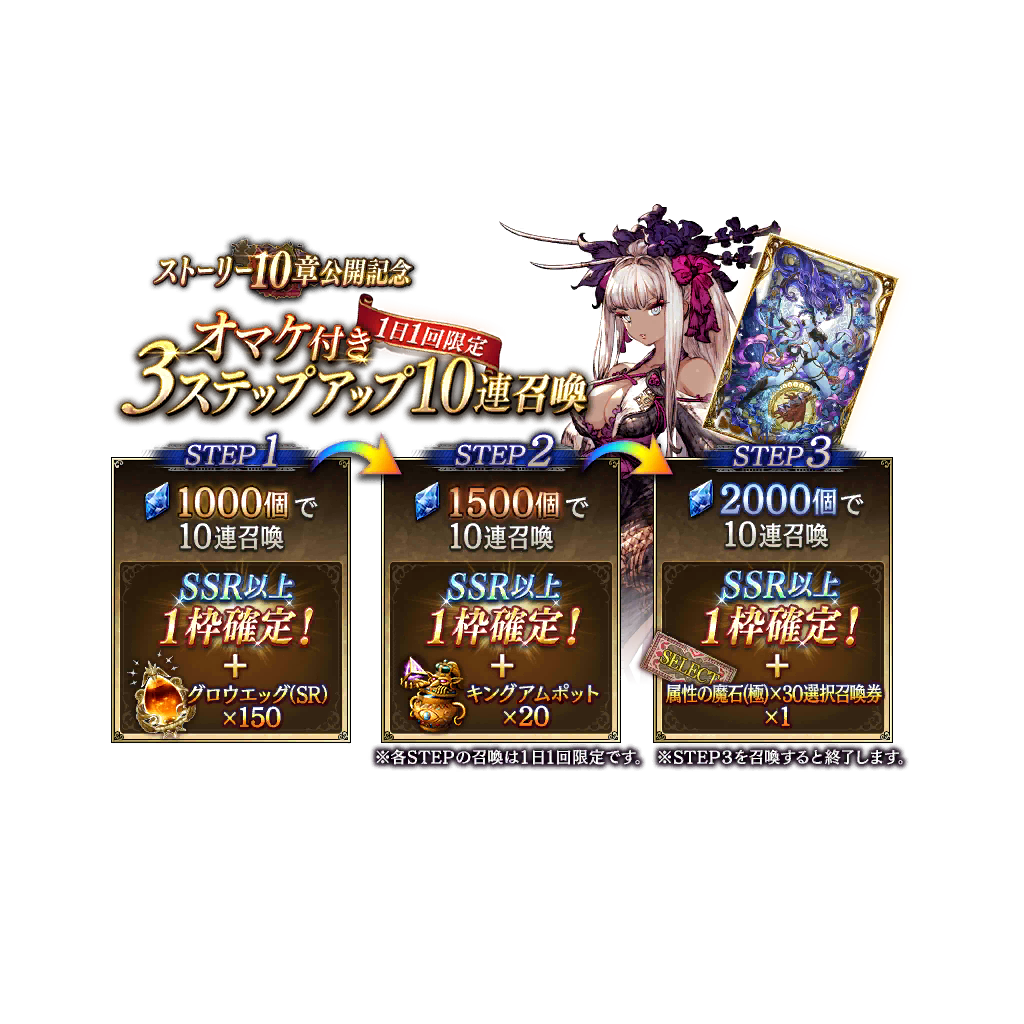 ストーリー10章公開記念
オマケ付き
1日1回限定
3ステップアップ10連召喚
STEP 1
1000個で
10連召喚
SSR以上
1枠確定!
+
グロウエッグ(SR)
×150
STEP 2
1500個で
10連召喚
SSR以上
1枠確定!
+
キングアムポット
×20
STEP 3
2000個で
10連召喚
SSR以上
1枠確定!
+
SELECT
属性の魔石(極)×30選択召喚券
×1
※各STEPの召喚は1日1回限定です。
※STEP3を召喚すると終了します。